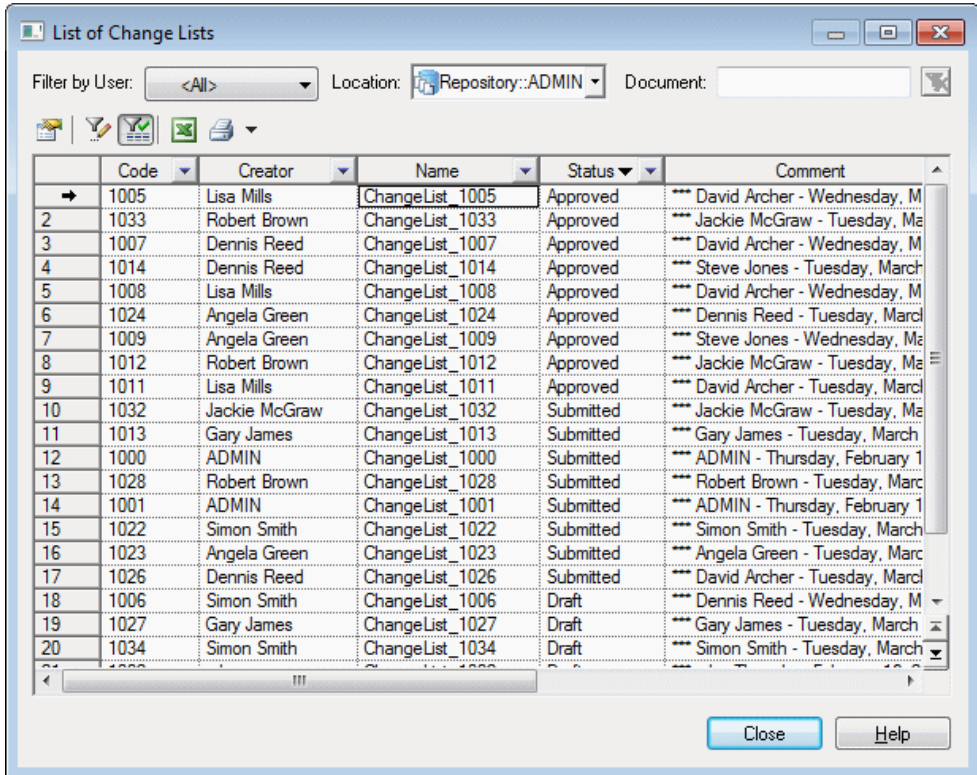 List of Change Lists
Filter by User: <All> Location: Repository::ADMIN Document:
Code Creator Name Status Comment
1005 Lisa Mills ChangeList_1005 Approved *** David Archer - Wednesday, M
2 1033 Robert Brown ChangeList_1033 Approved *** Jackie McGraw - Tuesday, Ma
3 1007 Dennis Reed ChangeList_1007 Approved *** David Archer - Wednesday, M
4 1014 Dennis Reed ChangeList_1014 Approved *** Steve Jones - Tuesday, March
5 1008 Lisa Mills ChangeList_1008 Approved *** David Archer - Wednesday, M
6 1024 Angela Green ChangeList_1024 Approved *** Dennis Reed - Tuesday, Marcl
7 1009 Angela Green ChangeList_1009 Approved *** Steve Jones - Wednesday, Ma
8 1012 Robert Brown ChangeList_1012 Approved *** Jackie McGraw - Tuesday, Ma
9 1011 Lisa Mills ChangeList_1011 Approved *** David Archer - Tuesday, Marcl
10 1032 Jackie McGraw ChangeList_1032 Submitted *** Jackie McGraw - Tuesday, Ma
11 1013 Gary James ChangeList_1013 Submitted *** Gary James - Tuesday, March
12 1000 ADMIN ChangeList_1000 Submitted *** ADMIN - Thursday, February 1
13 1028 Robert Brown ChangeList_1028 Submitted *** Robert Brown - Tuesday, Marc
14 1001 ADMIN ChangeList_1001 Submitted *** ADMIN - Thursday, February 1
15 1022 Simon Smith ChangeList_1022 Submitted *** Simon Smith - Tuesday, March
16 1023 Angela Green ChangeList_1023 Submitted *** Angela Green - Tuesday, Marc
17 1026 Dennis Reed ChangeList_1026 Submitted *** David Archer - Tuesday, Marcl
18 1006 Simon Smith ChangeList_1006 Draft *** Dennis Reed - Wednesday, M
19 1027 Gary James ChangeList_1027 Draft *** Gary James - Tuesday, March
20 1034 Simon Smith ChangeList_1034 Draft *** Simon Smith - Tuesday, March
Close Help